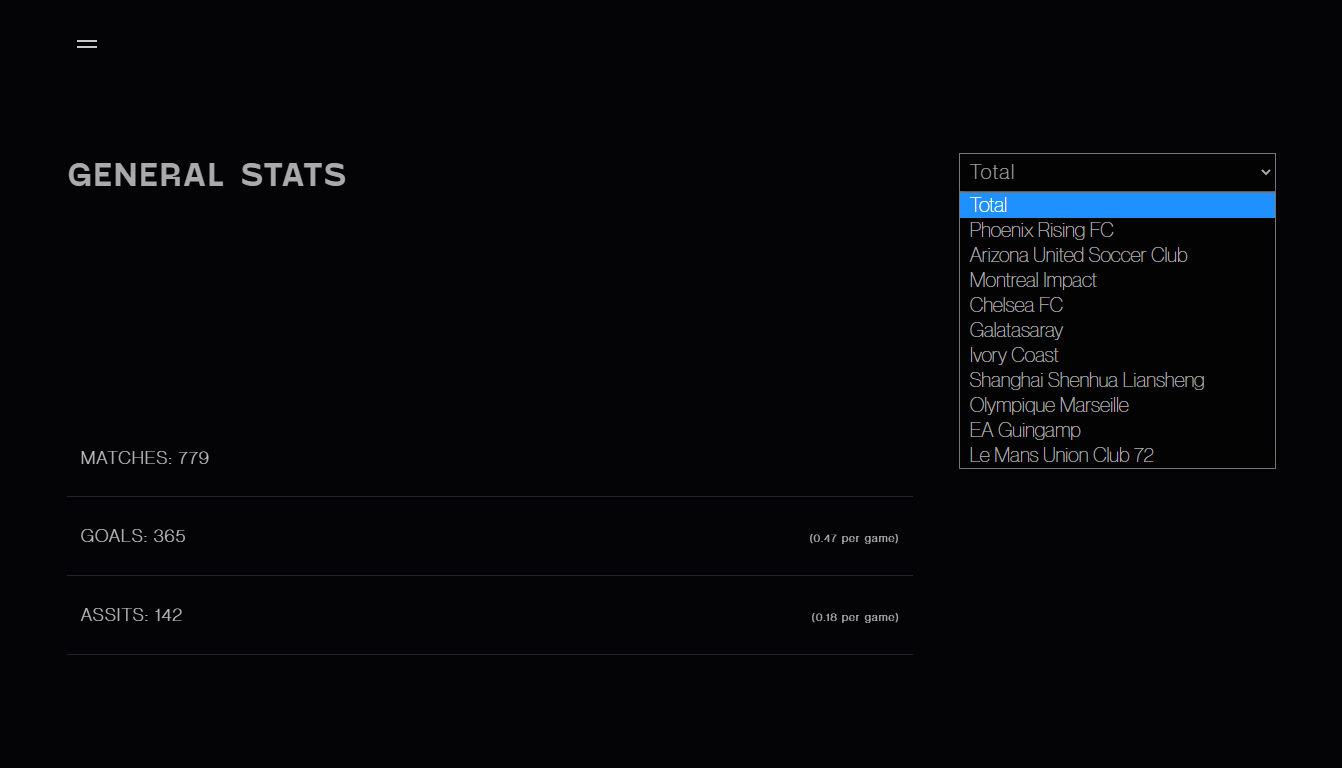 GENERAL STATS
Total
Total
Phoenix Rising FC
Arizona United Soccer Club
Montreal Impact
Chelsea FC
Galatasaray
Ivory Coast
Shanghai Shenhua Liansheng
Olympique Marseille
EA Guingamp
Le Mans Union Club 72
MATCHES: 779
GOALS: 365
(0.47 per game)
ASSITS: 142
(0.18 per game)